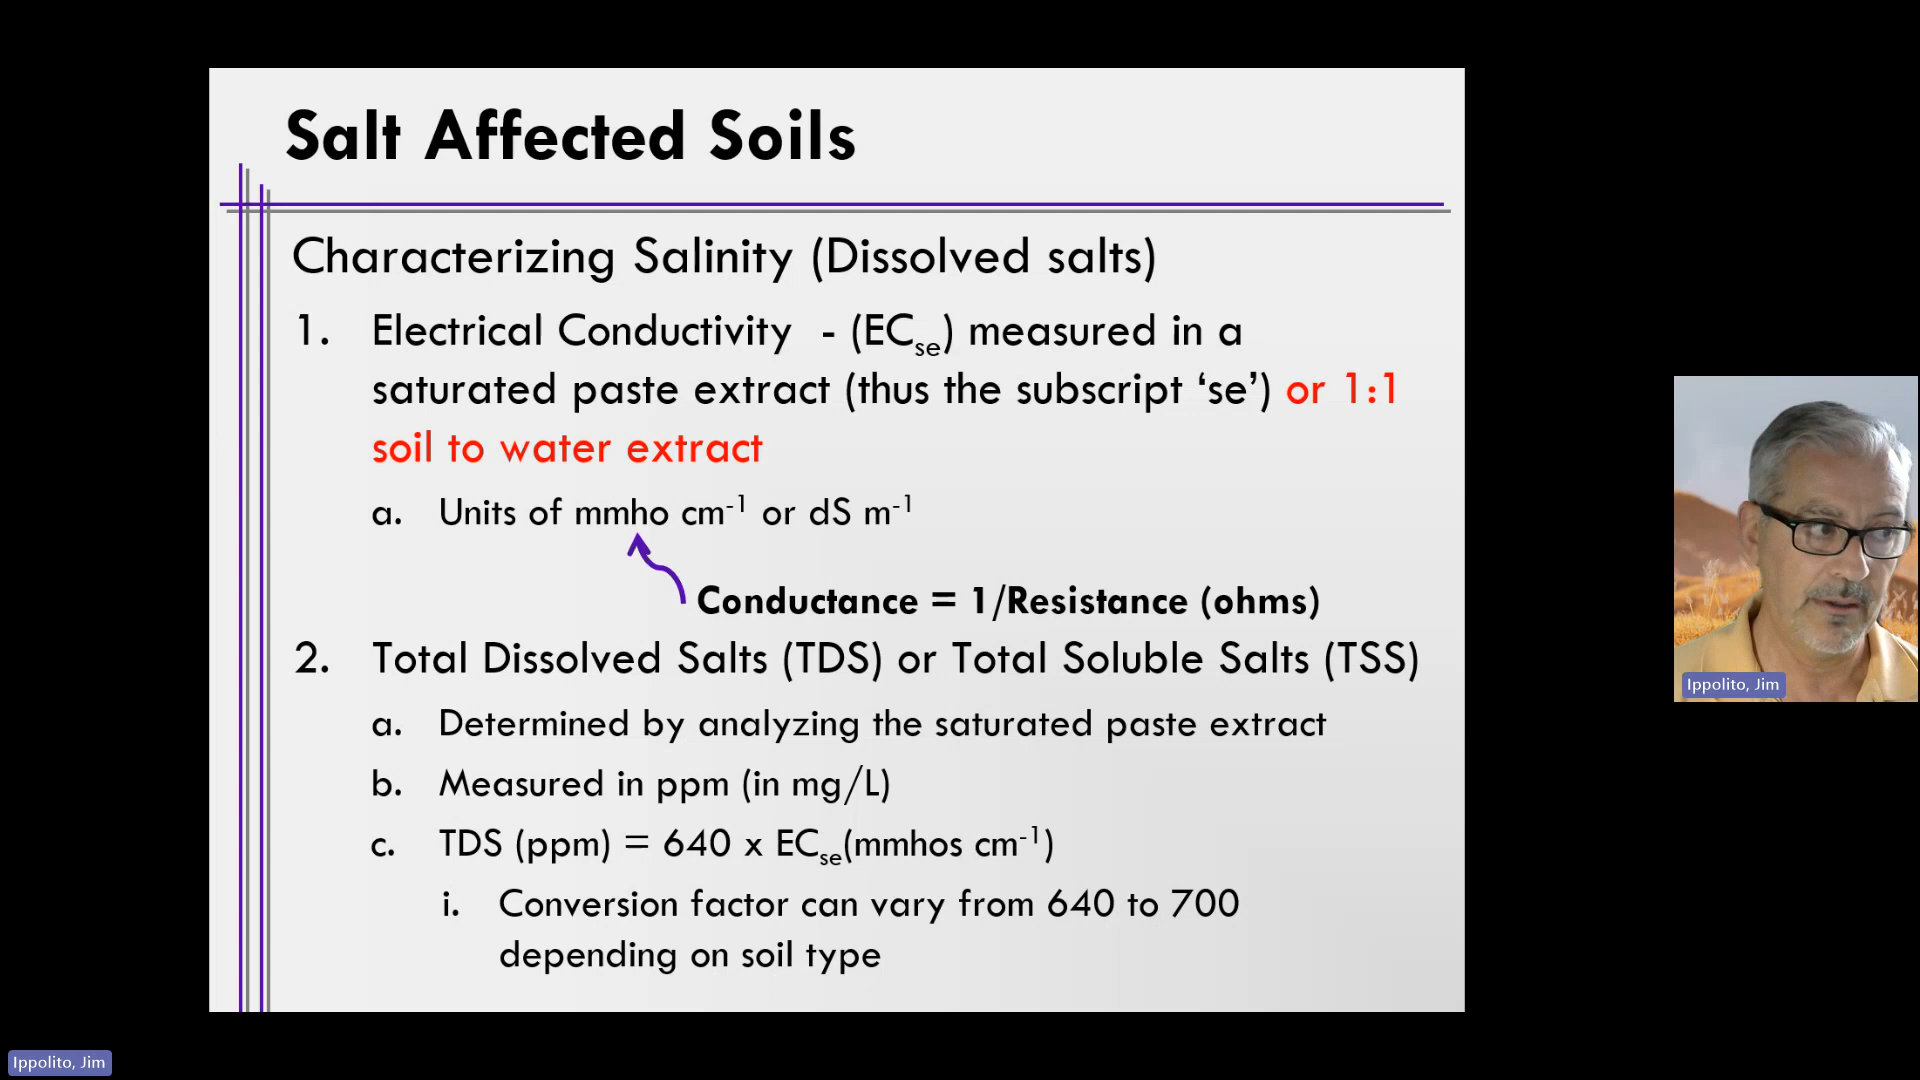 Salt Affected Soils
Characterizing Salinity (Dissolved salts)
1. Electrical Conductivity - (ECse) measured in a
saturated paste extract (thus the subscript ‘se’) or 1:1
soil to water extract
a. Units of mmho cm-1 or dS m-1
Conductance = 1/Resistance (ohms)
2. Total Dissolved Salts (TDS) or Total Soluble Salts (TSS)
a. Determined by analyzing the saturated paste extract
b. Measured in ppm (in mg/L)
c. TDS (ppm) = 640 x ECse(mmhos cm-1)
i. Conversion factor can vary from 640 to 700
depending on soil type
Ippolito, Jim
Ippolito, Jim